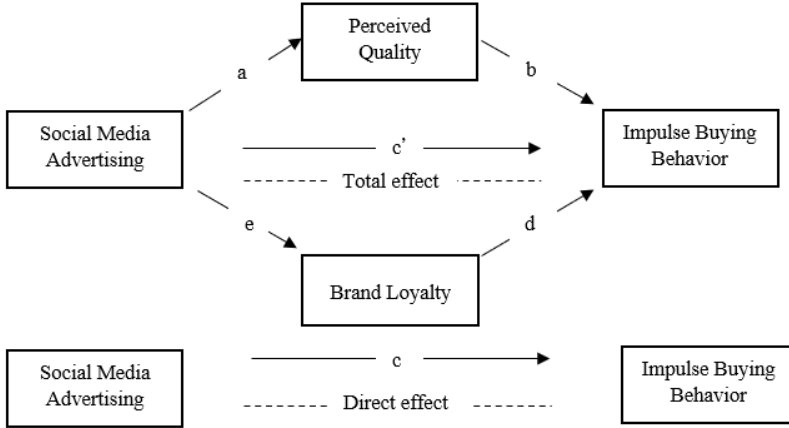 Perceived
Quality
a
b
Social Media
Advertising
Impulse Buying
Behavior
c’
Total effect
e
d
Brand Loyalty
Social Media
Advertising
c
Impulse Buying
Behavior
Direct effect